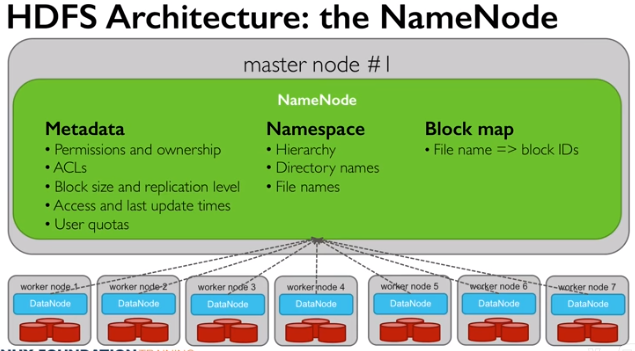 HDFS Architecture: the NameNode
master node #1
NameNode
Metadata
• Permissions and ownership
• ACLs
• Block size and replication level
• Access and last update times
• User quotas
Namespace
• Hierarchy
• Directory names
• File names
Block map
• File name => block IDs
worker node 1
DataNode
worker node 2
DataNode
worker node 3
DataNode
worker node 4
DataNode
worker node 5
DataNode
worker node 6
DataNode
worker node 7
DataNode